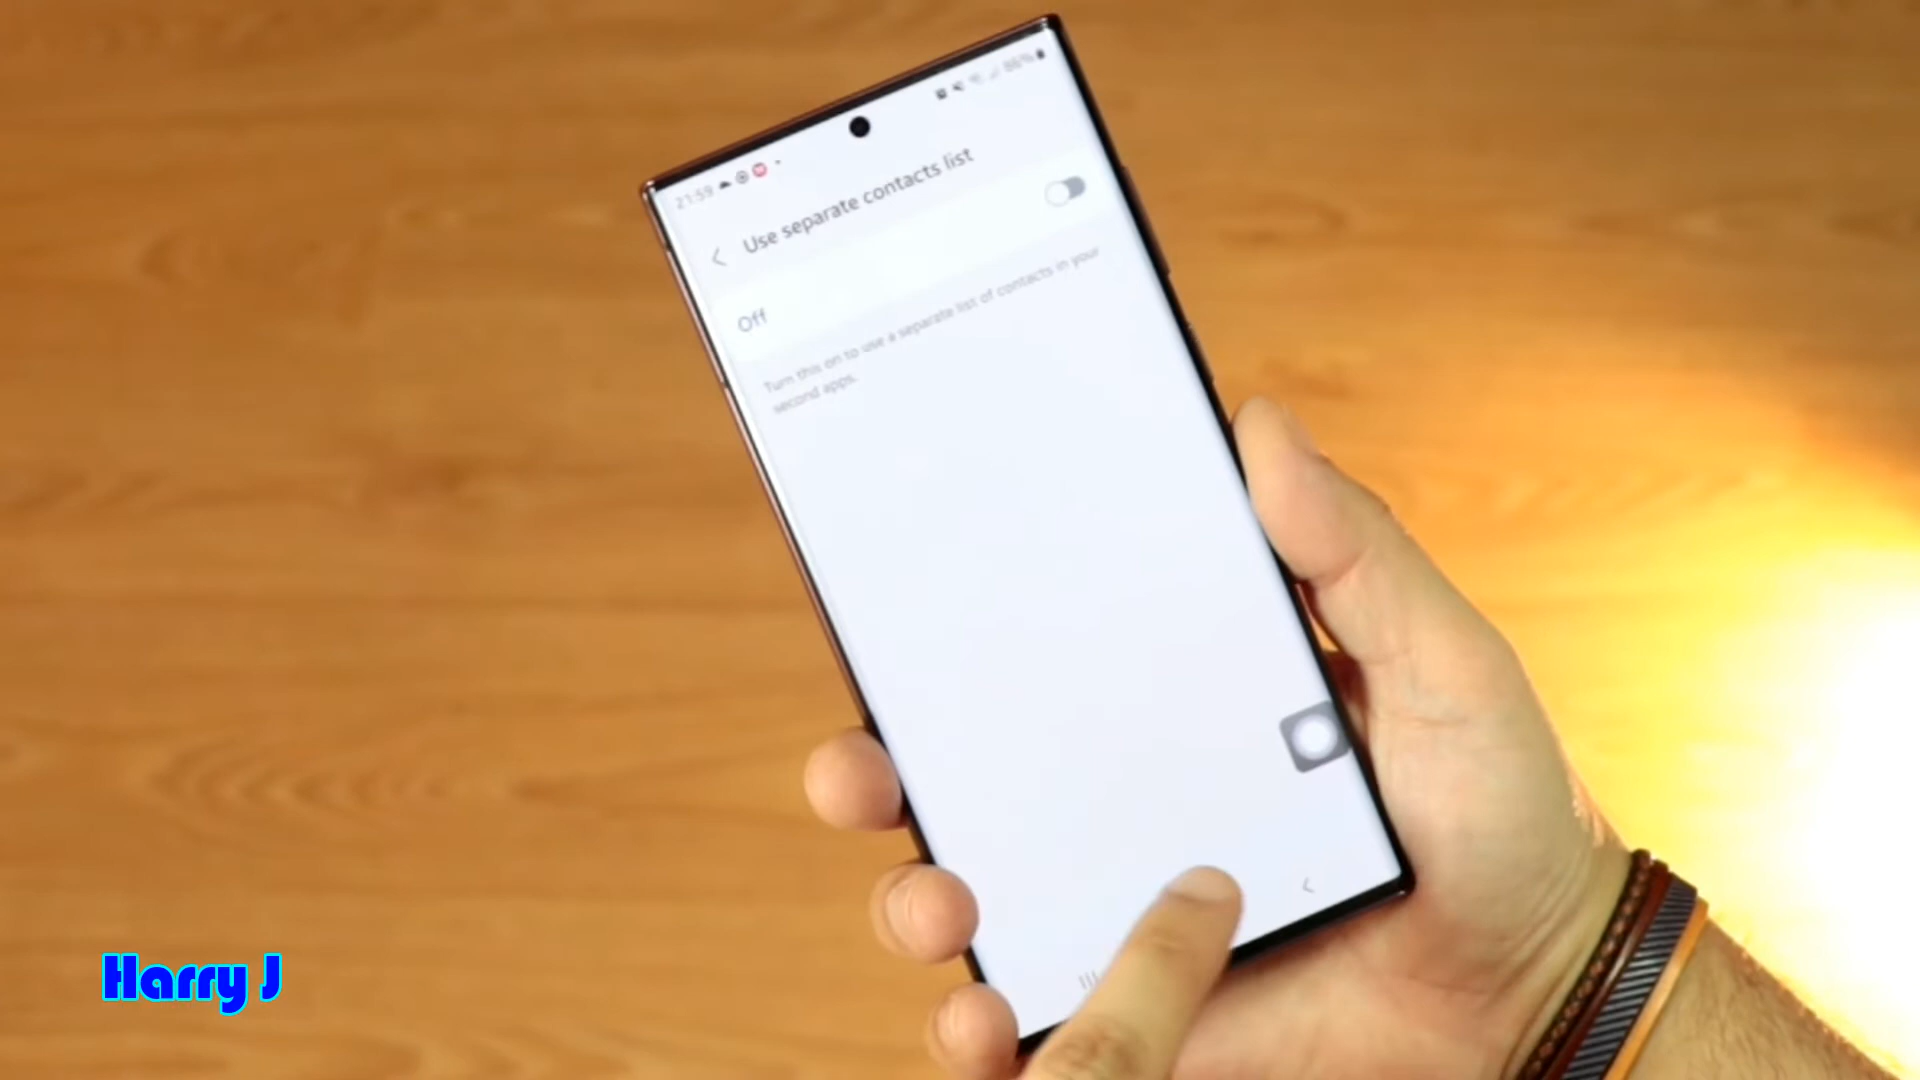 21:59
86%
Use separate contacts list
Off
Turn this on to use a separate list of contacts in your
second apps.
Harry J